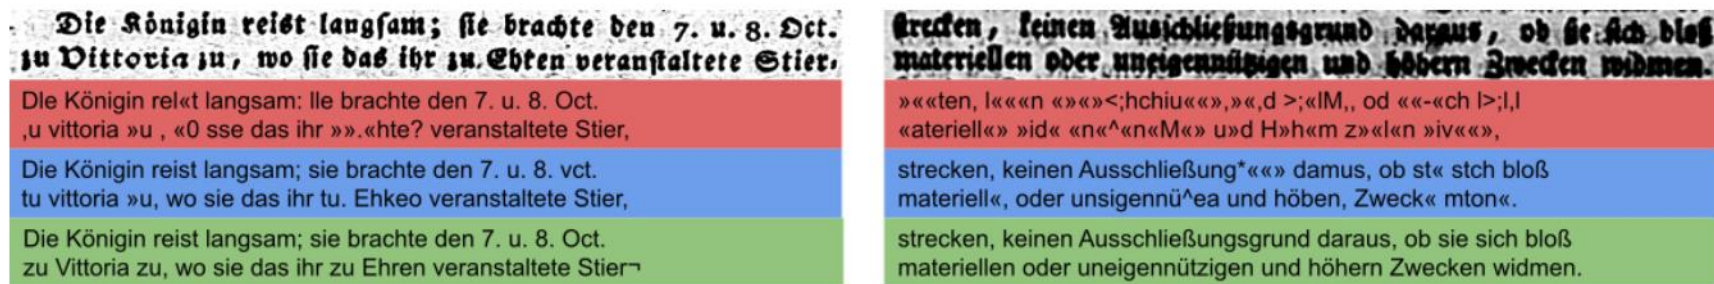 Die Königin reist langſam; ſie brachte den 7. u. 8. Oct.
zu Vittoria zu, wo ſie das ihr zu Ehren veranſtaltete Stier-
DIe Königin rel«t langsam: lle brachte den 7. u. 8. Oct.
,u vittoria »u , «0 sse das ihr »».«hte? veranstaltete Stier,
Die Königin reist langsam; sie brachte den 7. u. 8. vct.
tu vittoria »u, wo sie das ihr tu. Ehkeo veranstaltete Stier,
Die Königin reist langsam; sie brachte den 7. u. 8. Oct.
zu Vittoria zu, wo sie das ihr zu Ehren veranstaltete Stier¬
ſtrecken, keinen Ausſchließungsgrund daraus, ob ſie ſich bloß
materiellen oder uneigennützigen und höhern Zwecken widmen.
»««ten, l«««n «»«»<;hchiu««»,»«,d >;«lM,, od ««-«ch l>;l,l
«ateriell«» »id« «n«^«n«M«» u»d H»h«m z»«l«n »iv««»,
strecken, keinen Ausschließung*««» damus, ob st« stch bloß
materiell«, oder unsigennü^ea und höben, Zweck« mton«.
strecken, keinen Ausschließungsgrund daraus, ob sie sich bloß
materiellen oder uneigennützigen und höhern Zwecken widmen.